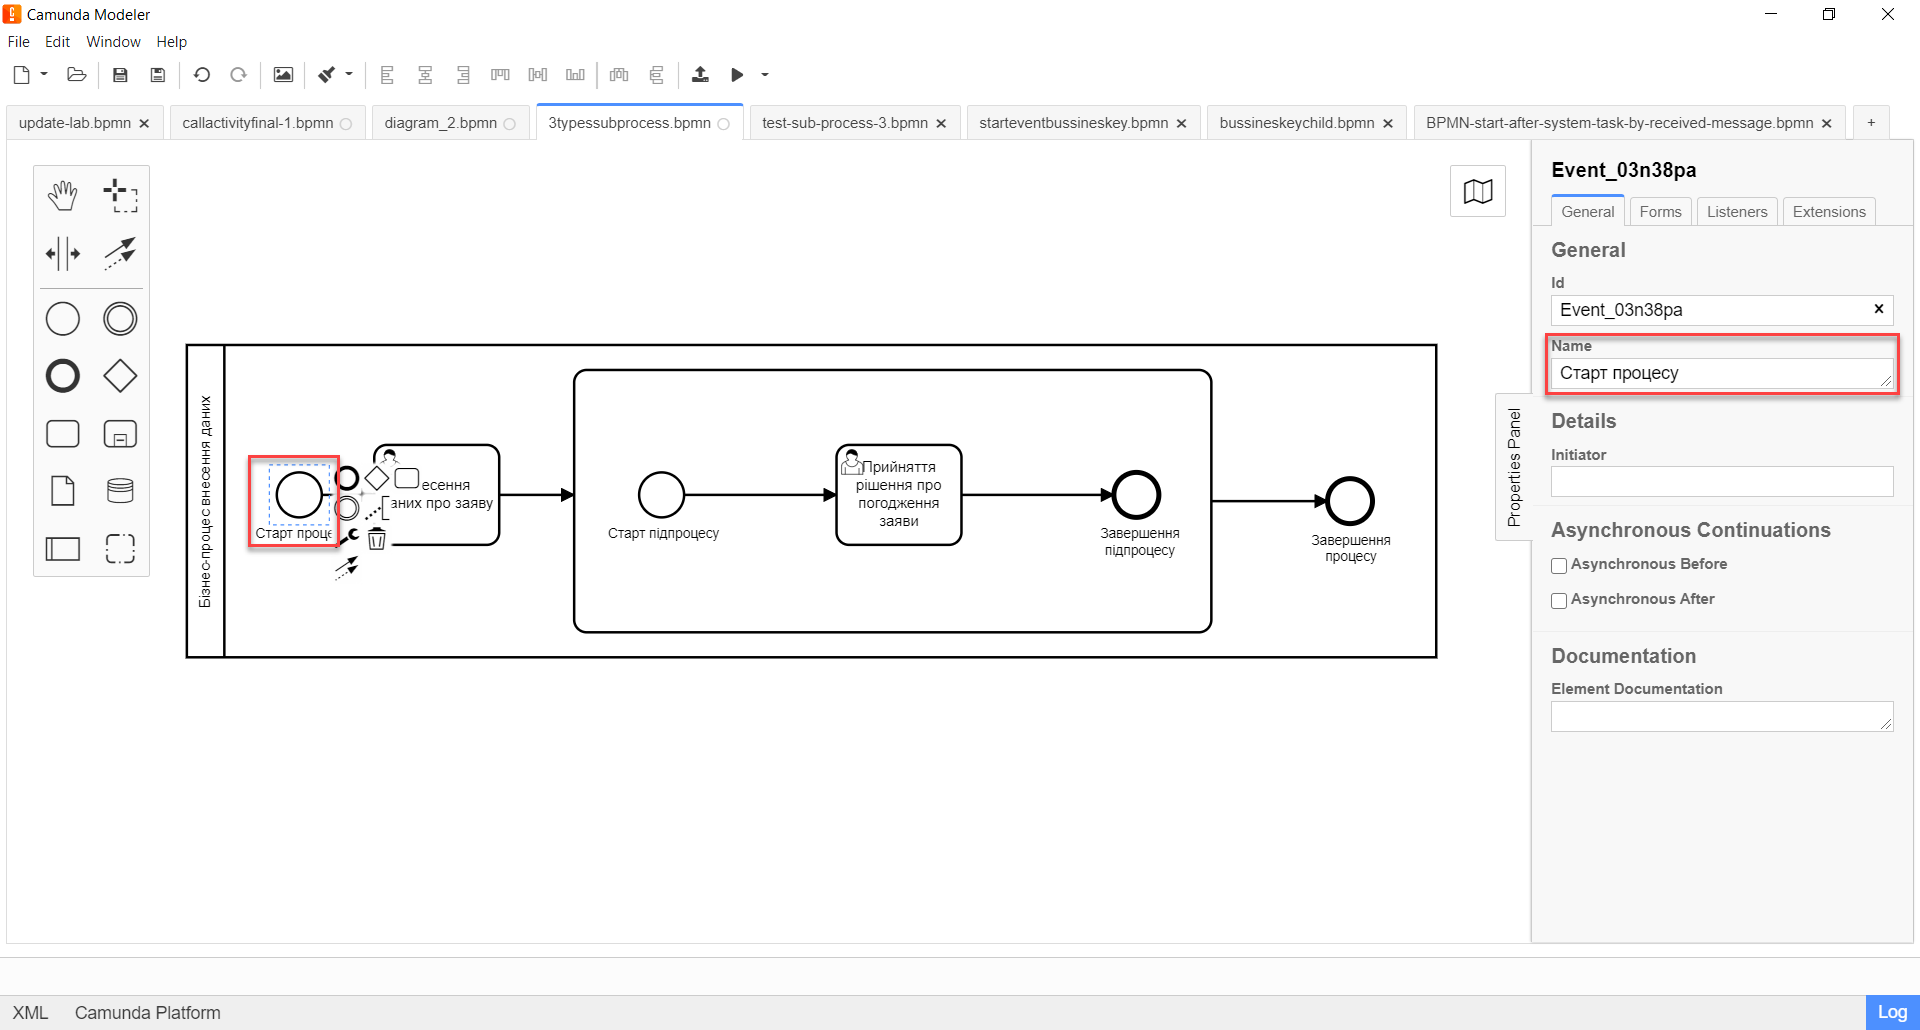 Camunda Modeler
File Edit Window Help
update-lab.bpmn callactivityfinal-1.bpmn diagram_2.bpmn 3typessubprocess.bpmn test-sub-process-3.bpmn starteventbussineskey.bpmn bussineskeychild.bpmn BPMN-start-after-system-task-by-received-message.bpmn +
Бізнес-процес внесення даних
Старт проце
есення
аних про заяву
Старт підпроцесу
Прийняття
рішення про
погодження
заяви
Завершення
підпроцесу
Завершення
процесу
Properties Panel
Event_03n38pa
General Forms Listeners Extensions
General
Id
Event_03n38pa
Name
Старт процесу
Details
Initiator
Asynchronous Continuations
Asynchronous Before
Asynchronous After
Documentation
Element Documentation
XML Camunda Platform Log